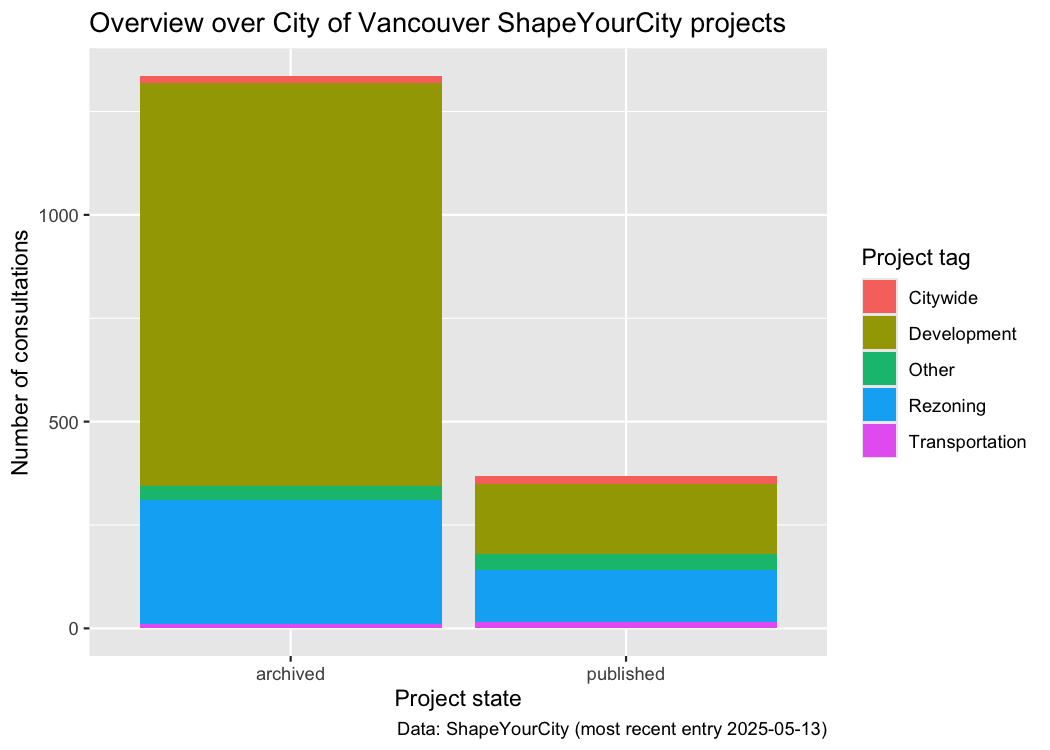 Overview over City of Vancouver ShapeYourCity projects
Number of consultations
1000
500
0
archived
published
Project state
Project tag
Citywide
Development
Other
Rezoning
Transportation
Data: ShapeYourCity (most recent entry 2025-05-13)